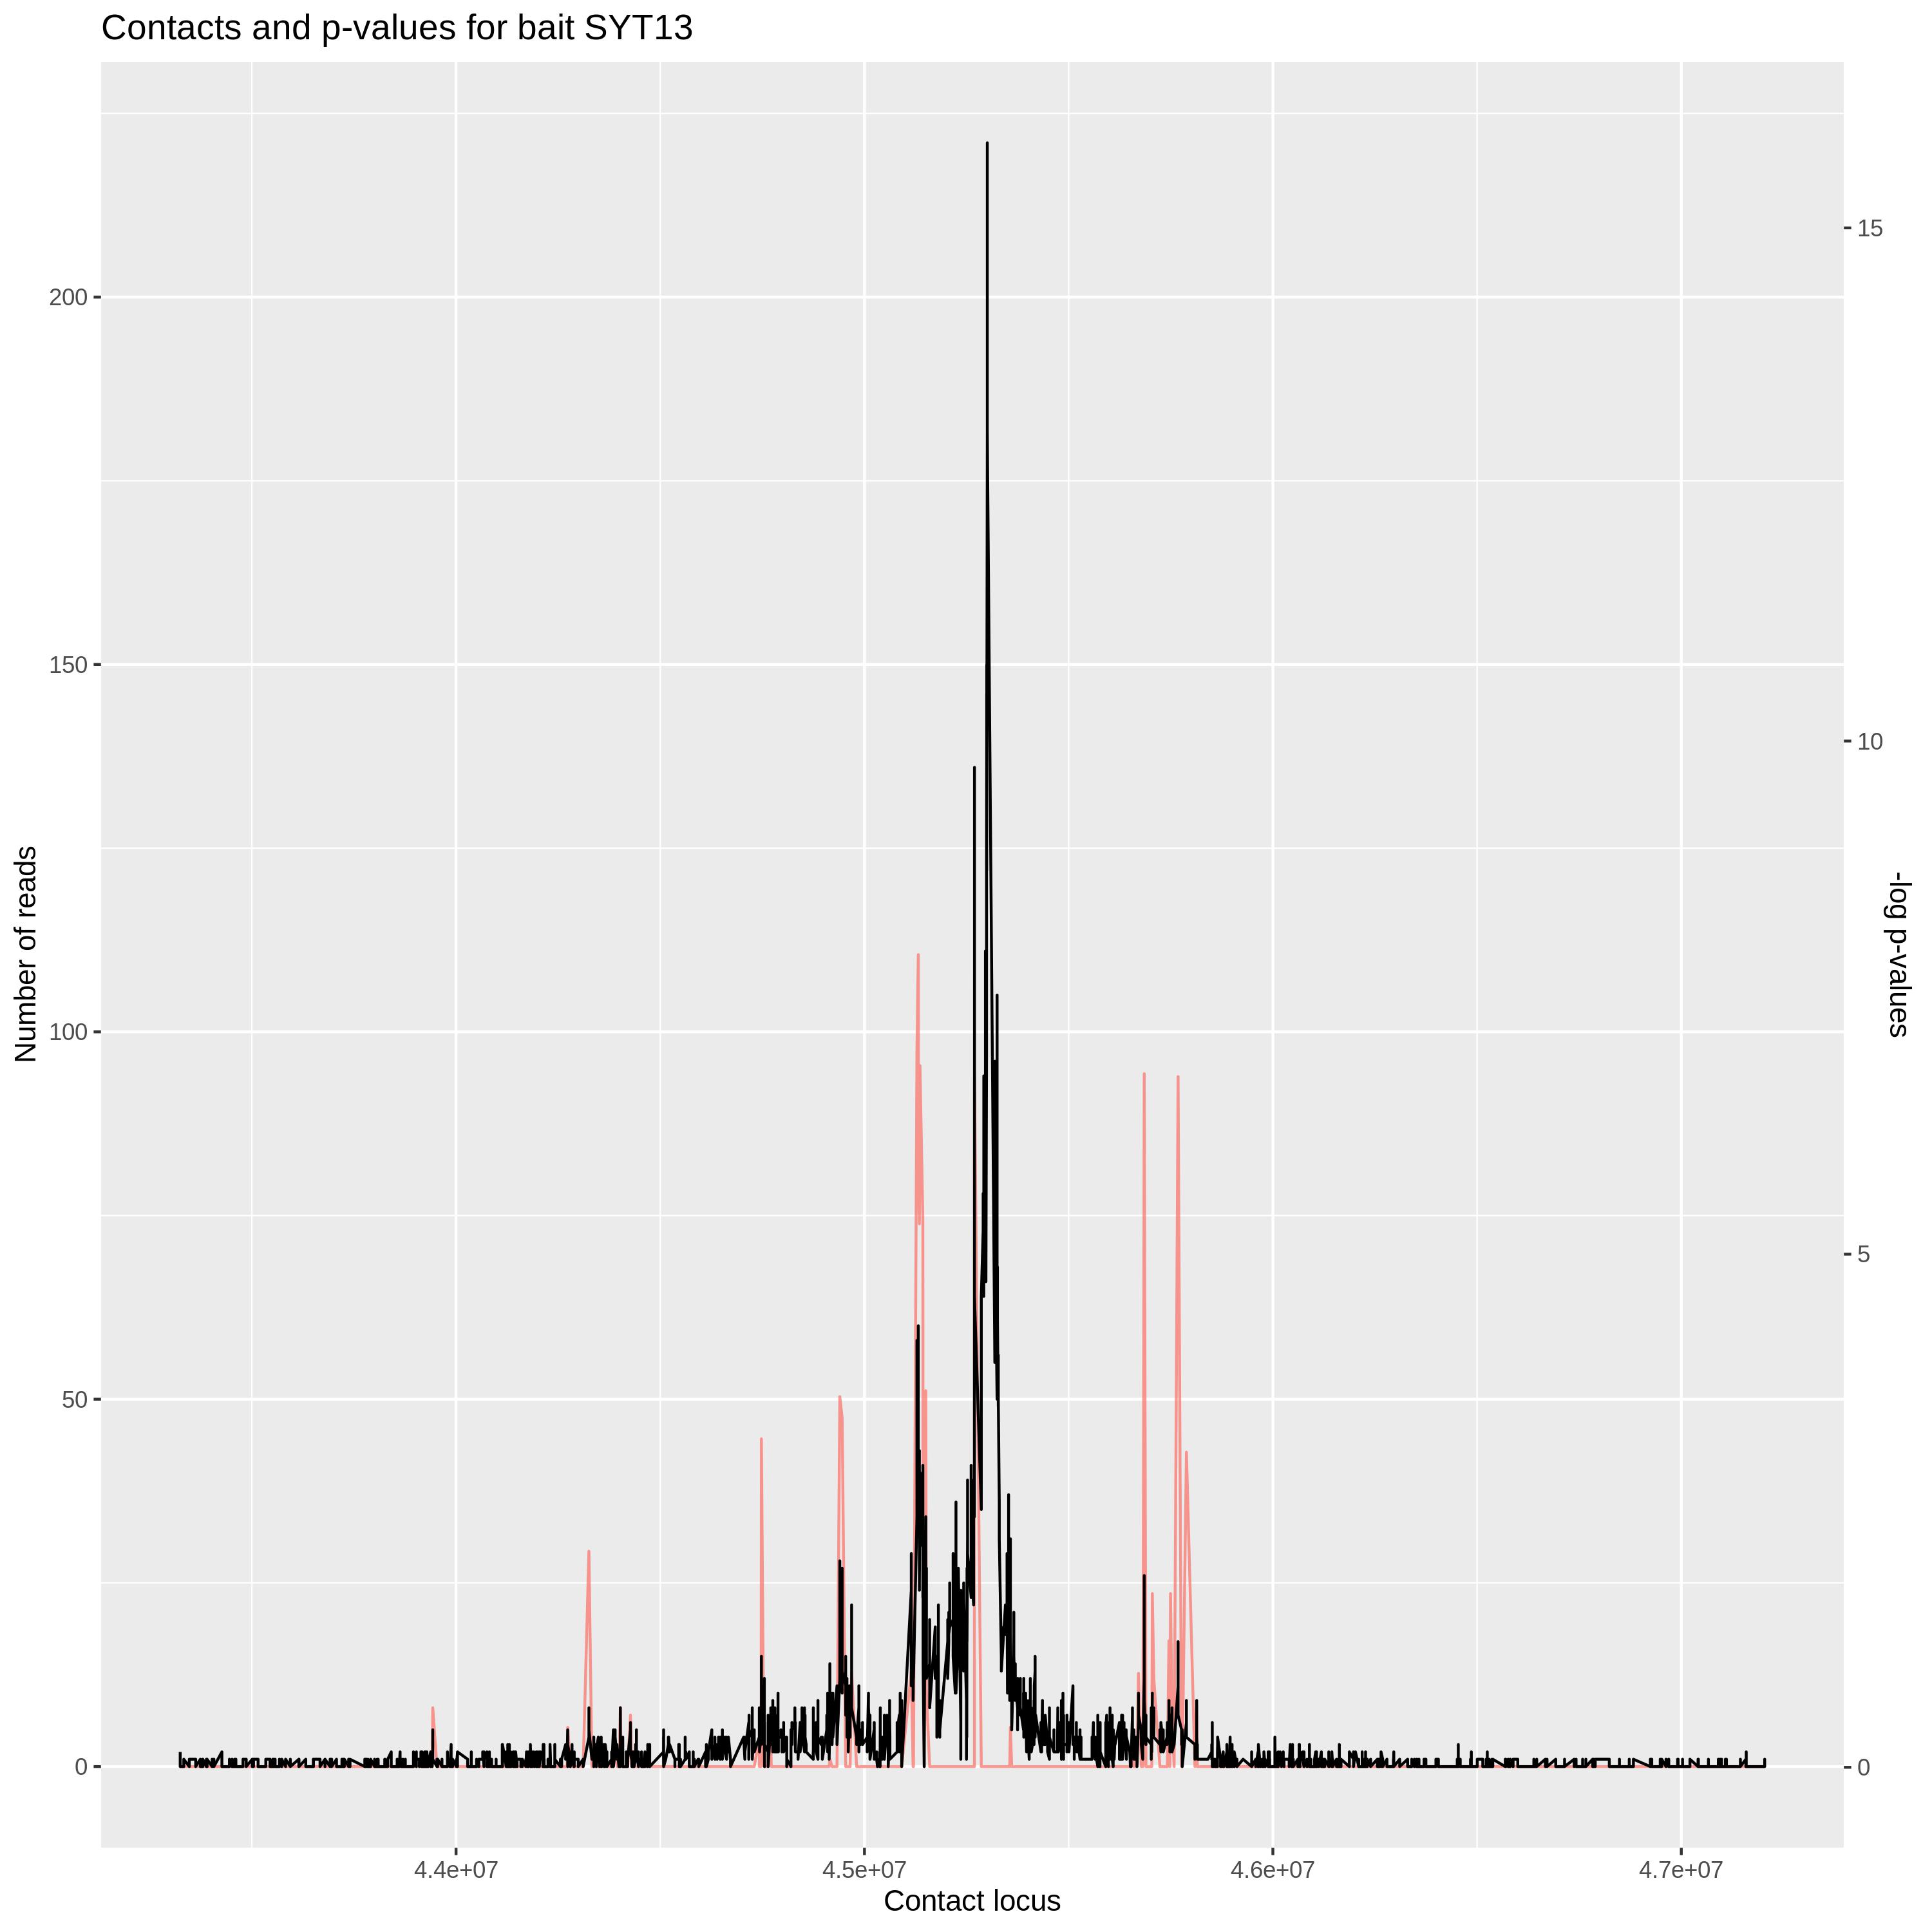 Contacts and p-values for bait SYT13
Number of reads
200
150
100
50
0
15
10
5
0
-log p-values
4.4e+07
4.5e+07
4.6e+07
4.7e+07
Contact locus